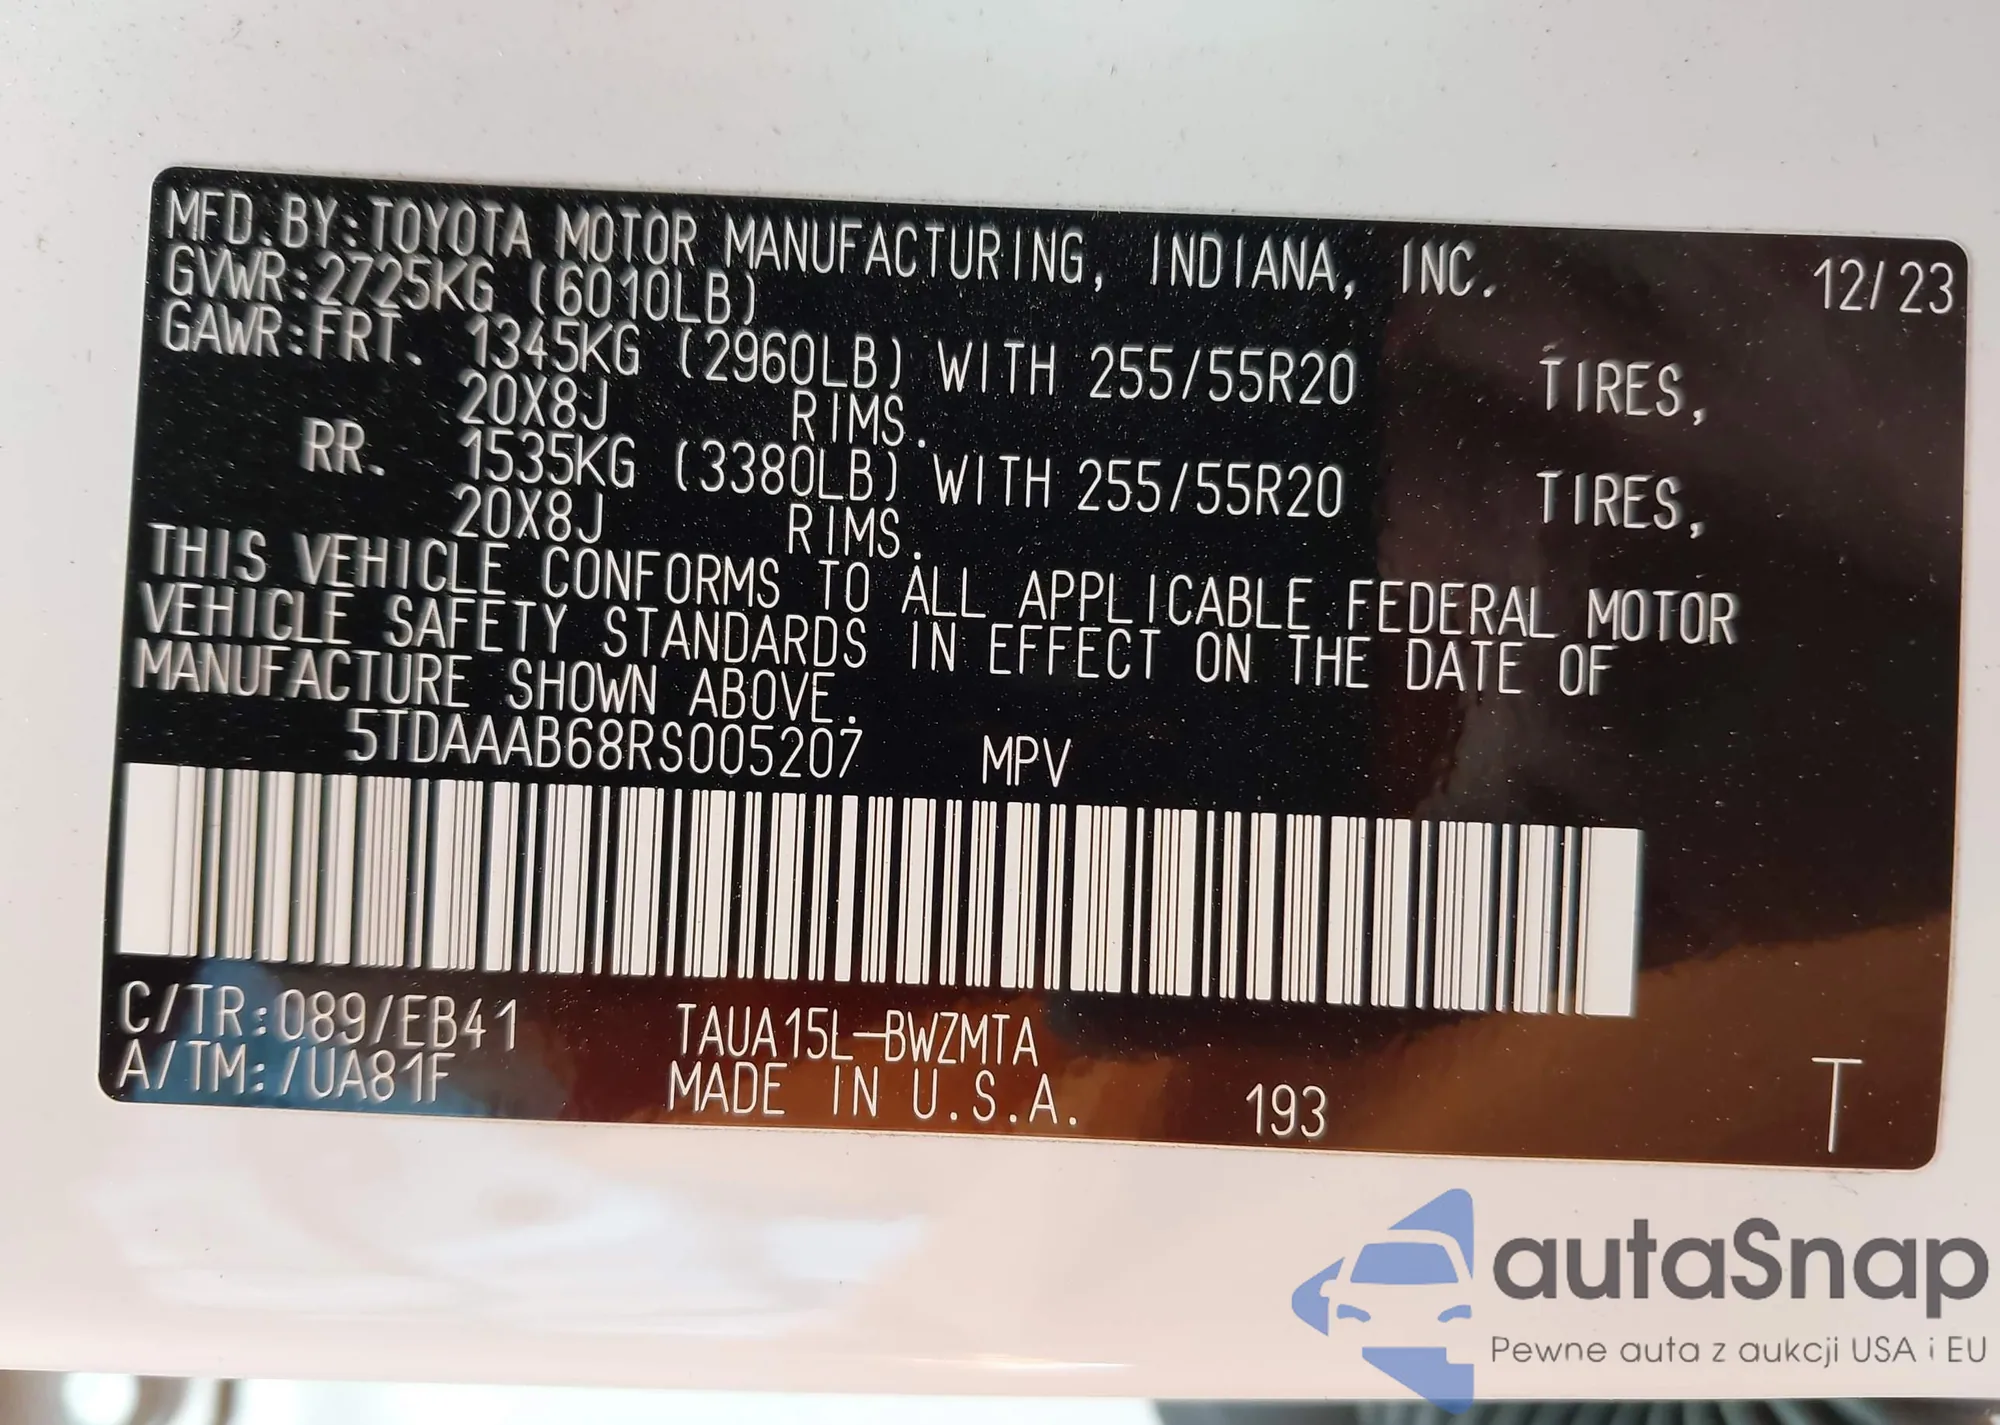 MFD.BY:TOYOTA MOTOR MANUFACTURING, INDIANA, INC. 12/23
GVWR:2725KG (6010LB)
GAWR:FRT. 1345KG (2960LB) WITH 255/55R20 TIRES,
20X8J RIMS.
RR. 1535KG (3380LB) WITH 255/55R20 TIRES,
20X8J RIMS.
THIS VEHICLE CONFORMS TO ALL APPLICABLE FEDERAL MOTOR
VEHICLE SAFETY STANDARDS IN EFFECT ON THE DATE OF
MANUFACTURE SHOWN ABOVE.
5TDAAAB68RS005207 MPV
C/TR:089/EB41 TAUA15L-BWZMTA
A/TM:/UA81F MADE IN U.S.A. 193 T
autaSnap
Pewne auta z aukcji USA i EU